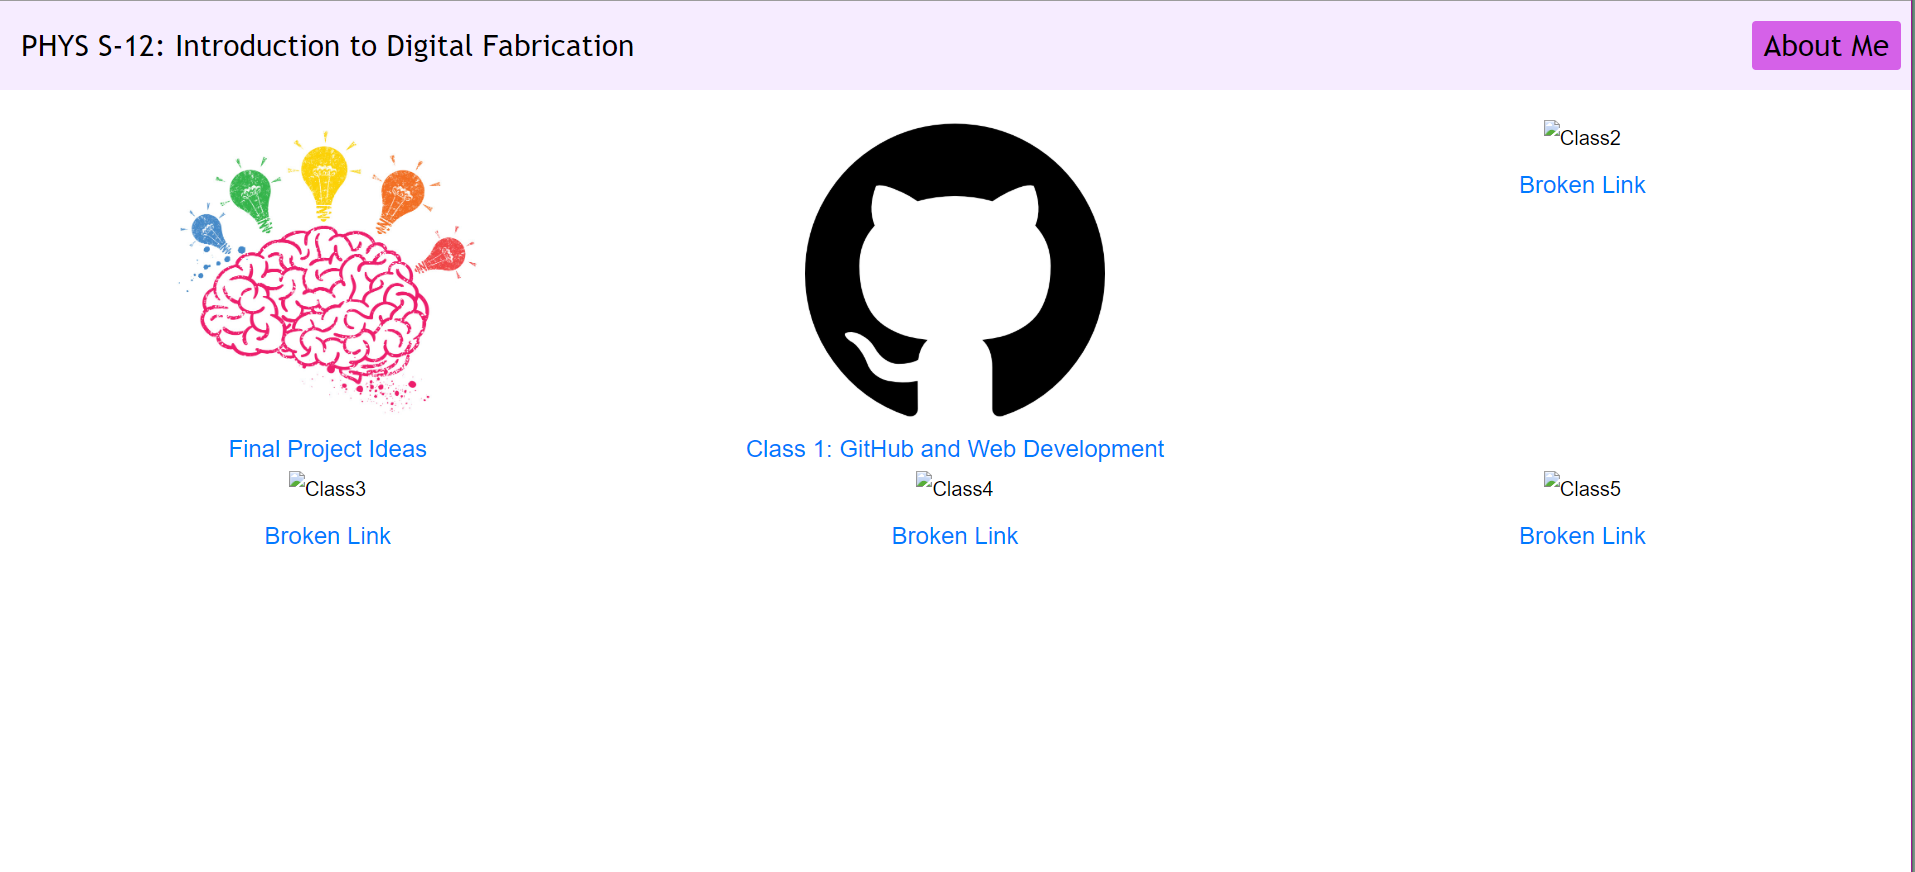 PHYS S-12: Introduction to Digital Fabrication
About Me
Class2
Broken Link
Final Project Ideas
Class 1: GitHub and Web Development
Class3
Class4
Class5
Broken Link
Broken Link
Broken Link